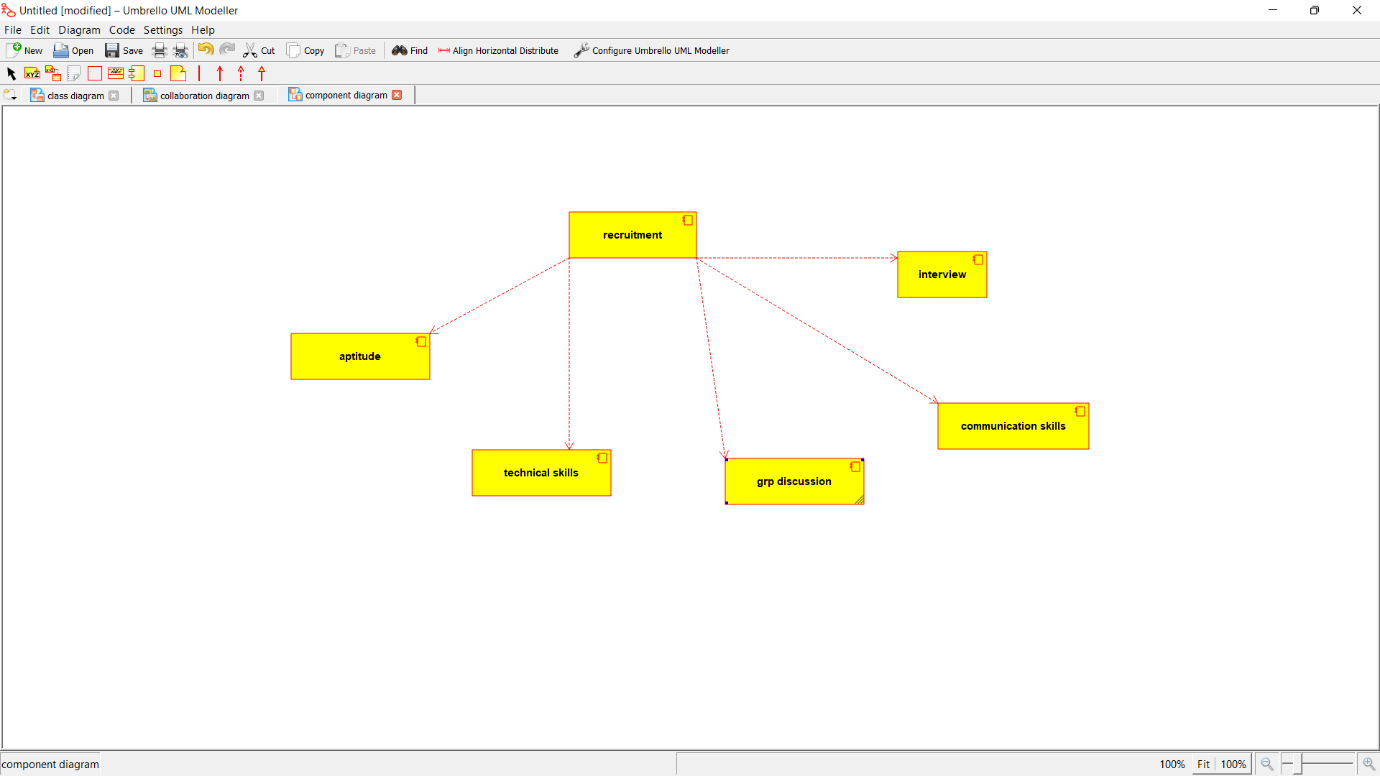 Untitled [modified] – Umbrello UML Modeller
File Edit Diagram Code Settings Help
New Open Save Cut Copy Paste Find Align Horizontal Distribute Configure Umbrello UML Modeller
XYZ
class diagram collaboration diagram component diagram
recruitment
interview
aptitude
communication skills
technical skills
grp discussion
component diagram 100% Fit 100%